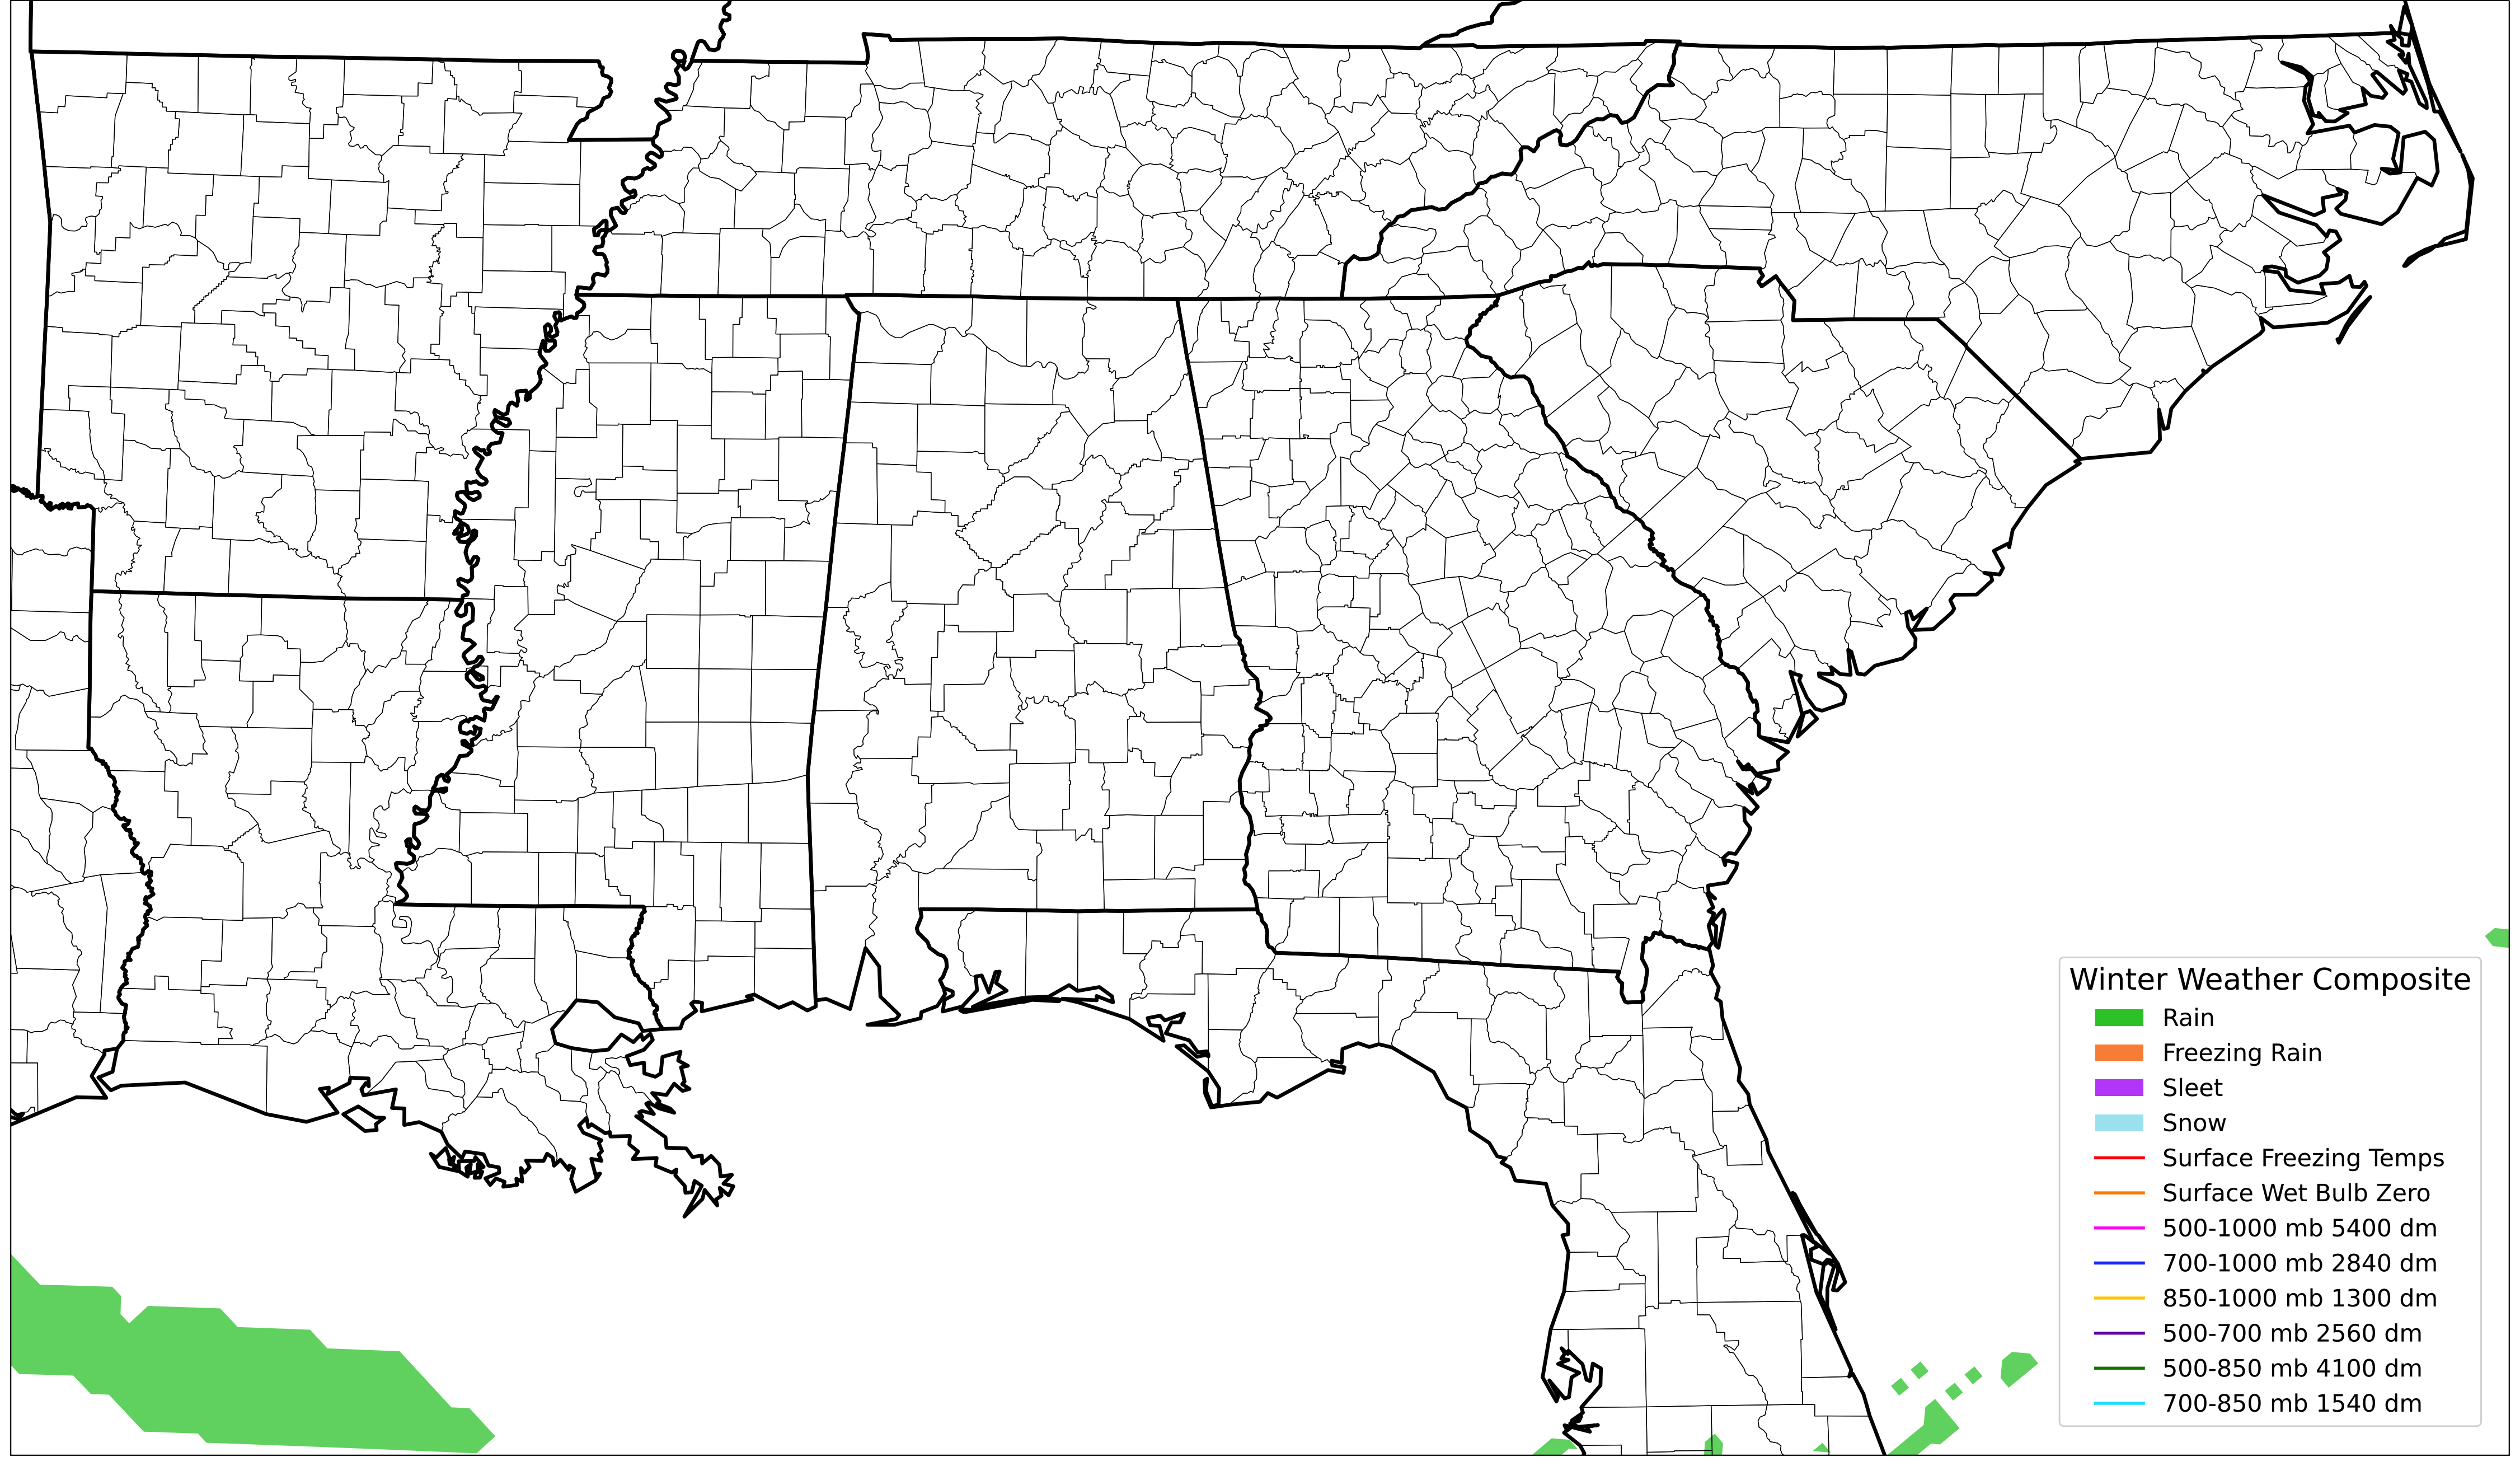 Winter Weather Composite
Rain
Freezing Rain
Sleet
Snow
Surface Freezing Temps
Surface Wet Bulb Zero
500-1000 mb 5400 dm
700-1000 mb 2840 dm
850-1000 mb 1300 dm
500-700 mb 2560 dm
500-850 mb 4100 dm
700-850 mb 1540 dm